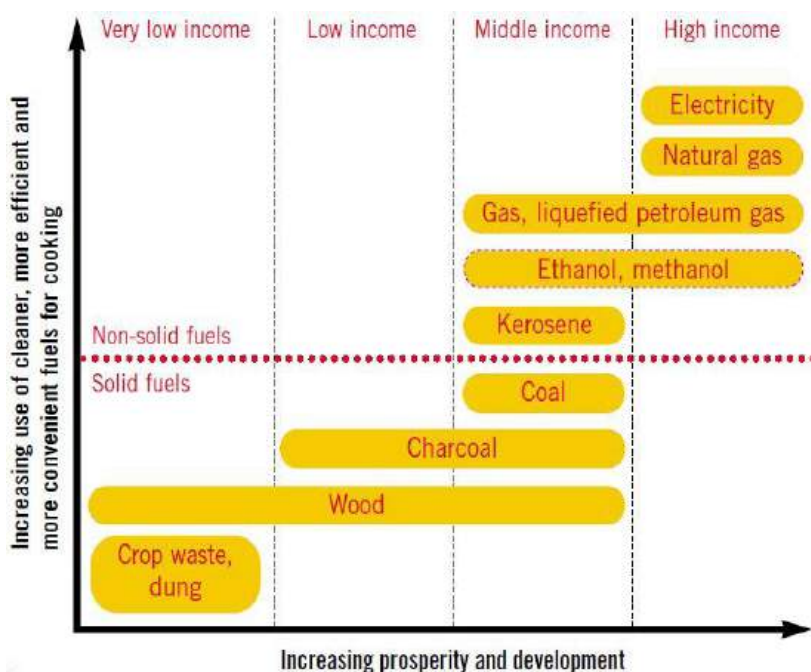 Very low income
Low income
Middle income
High income
Electricity
Natural gas
Gas, liquefied petroleum gas
Ethanol, methanol
Kerosene
Non-solid fuels
Solid fuels
Coal
Charcoal
Wood
Crop waste,
dung
Increasing use of cleaner, more efficient and
more convenient fuels for cooking
Increasing prosperity and development